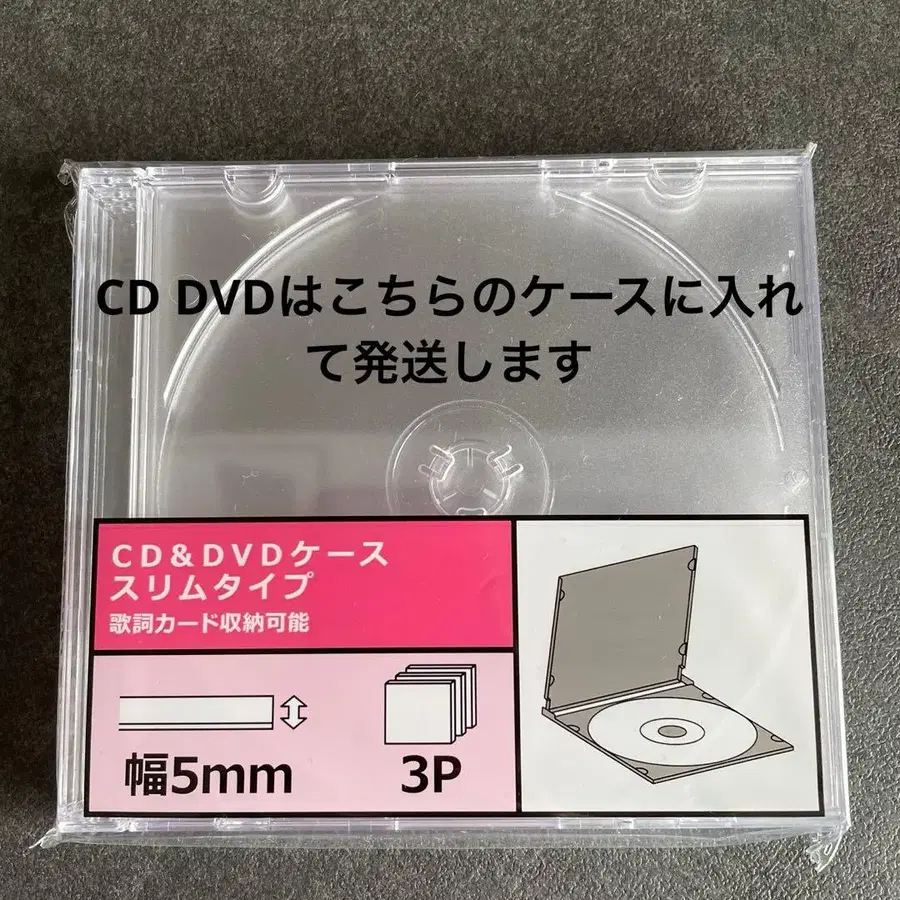 CD DVDはこちらのケースに入れ
て発送します
CD&DVDケース
スリムタイプ
歌詞カード収納可能
幅5mm
3P